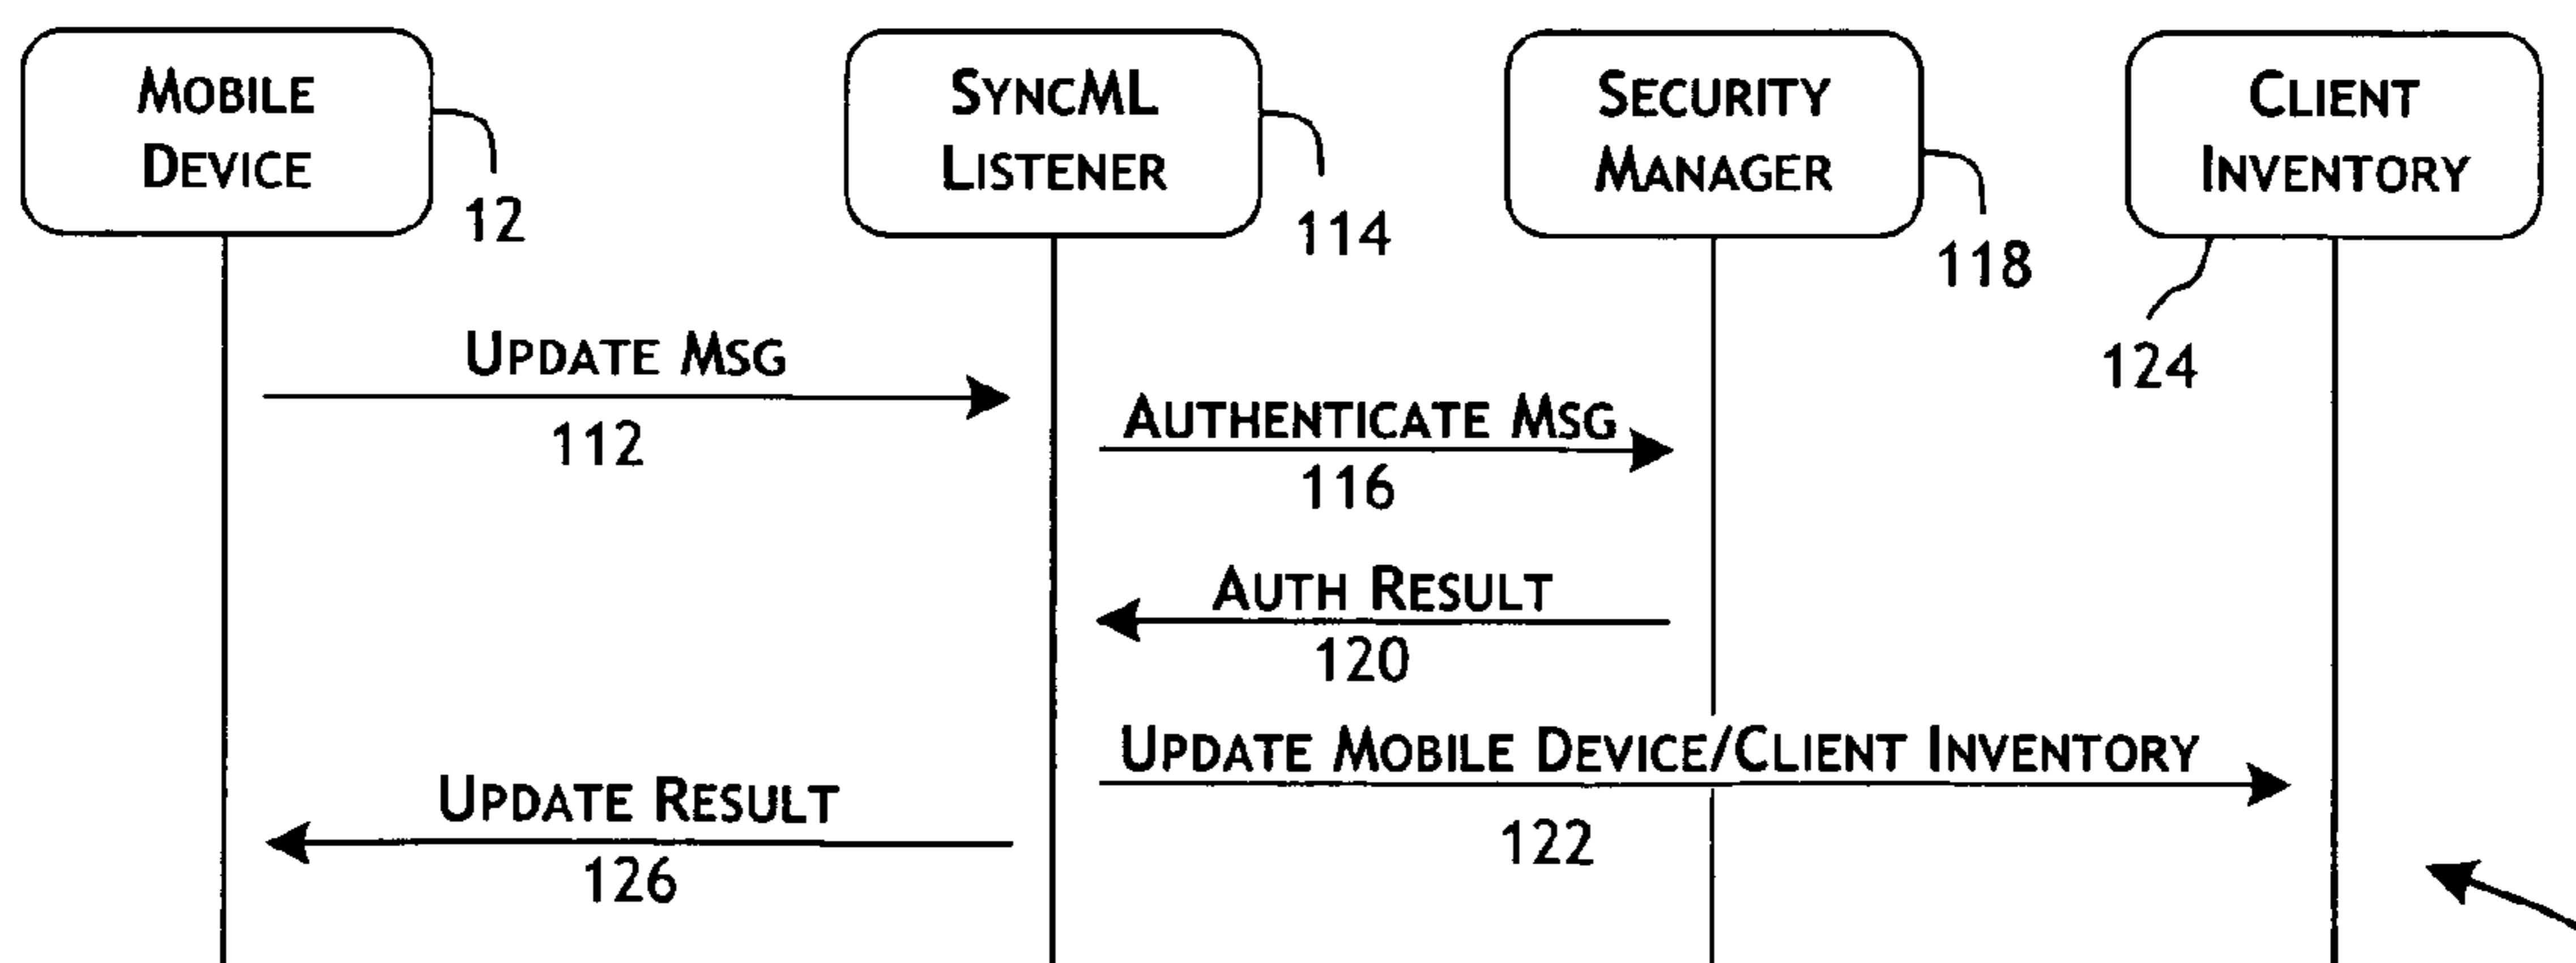 MOBILE
DEVICE
12
SYNCML
LISTENER
114
SECURITY
MANAGER
118
CLIENT
INVENTORY
124
UPDATE MSG
112
AUTHENTICATE MSG
116
AUTH RESULT
120
UPDATE MOBILE DEVICE/CLIENT INVENTORY
122
UPDATE RESULT
126